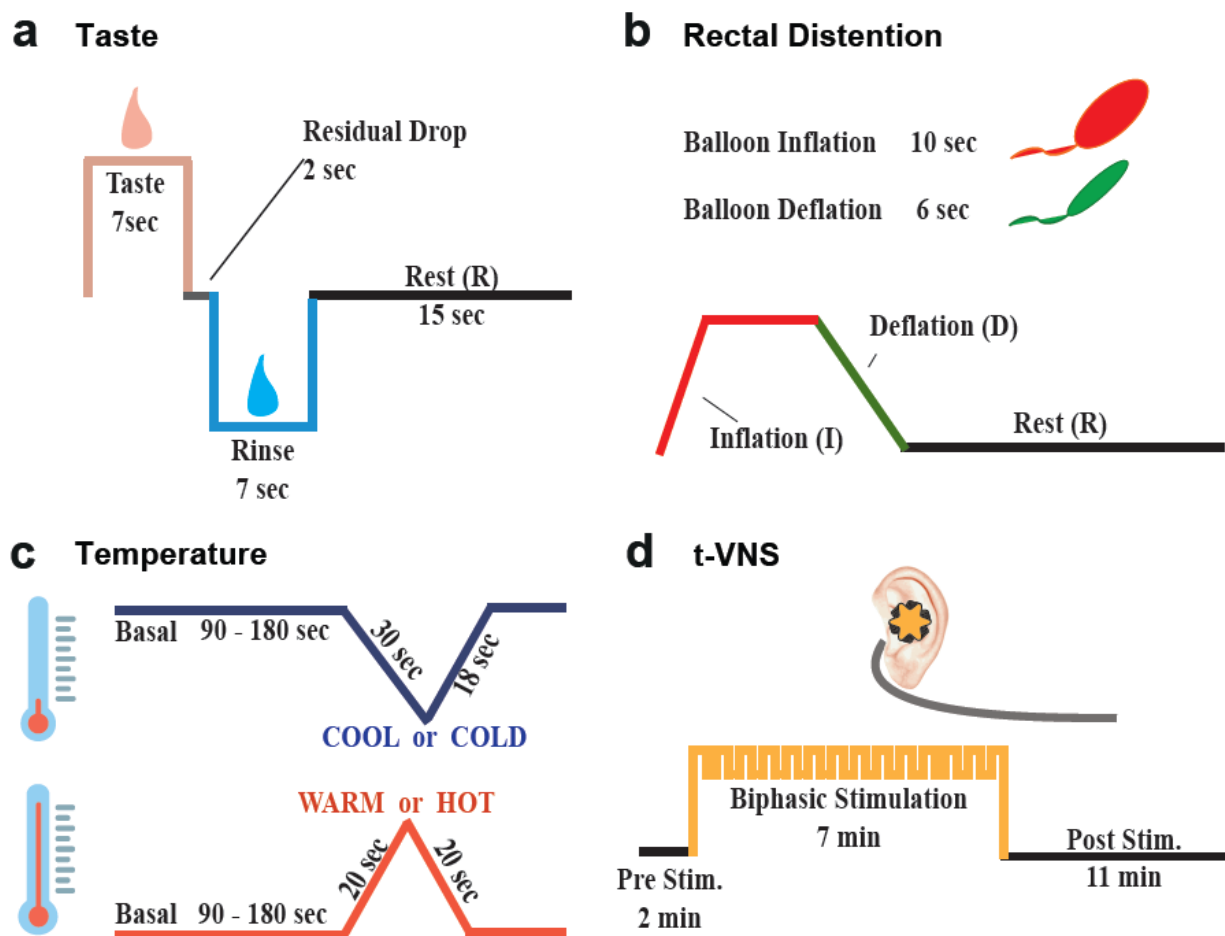 a Taste
Residual Drop
2 sec
Taste
7sec
Rest (R)
15 sec
Rinse
7 sec
b Rectal Distention
Balloon Inflation 10 sec
Balloon Deflation 6 sec
Deflation (D)
Inflation (I)
Rest (R)
c Temperature
Basal 90 - 180 sec
30 sec
18 sec
COOL or COLD
WARM or HOT
20 sec
20 sec
Basal 90 - 180 sec
d t-VNS
Biphasic Stimulation
7 min
Pre Stim.
2 min
Post Stim.
11 min